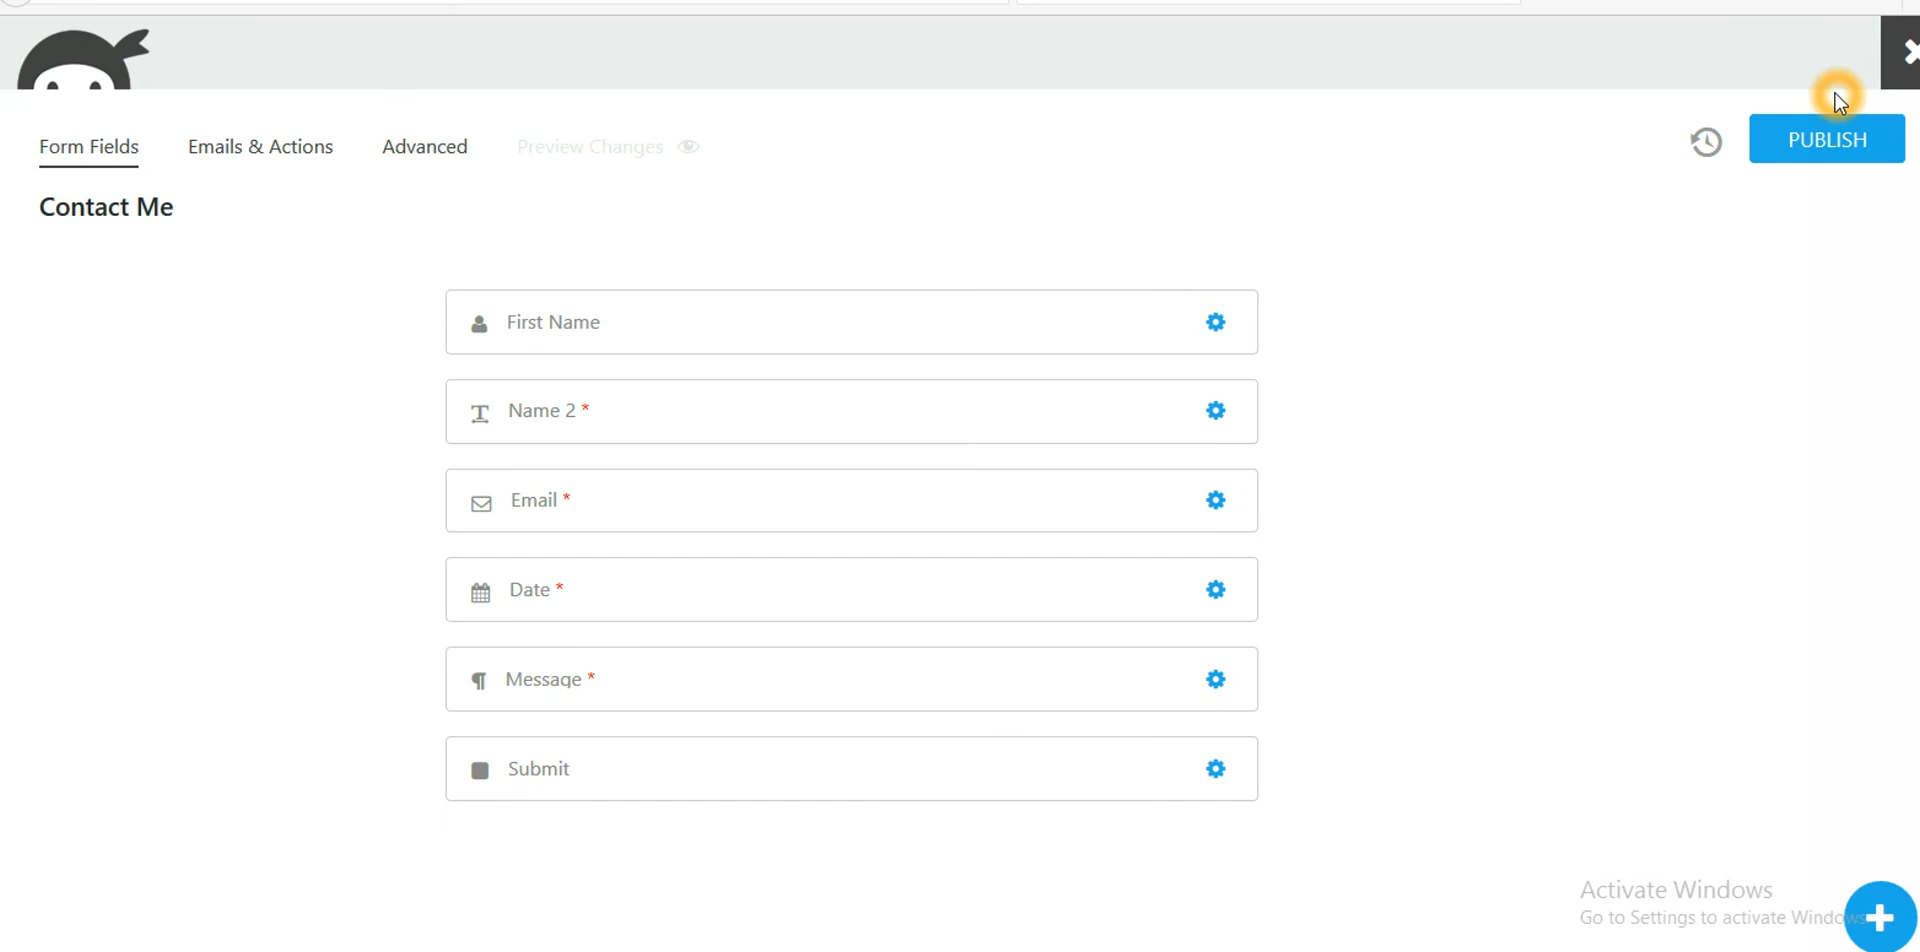 Form Fields
Emails & Actions
Advanced
Preview Changes
PUBLISH
Contact Me
First Name
Name 2 *
Email *
Date *
Message *
Submit
Activate Windows
Go to Settings to activate Windows.